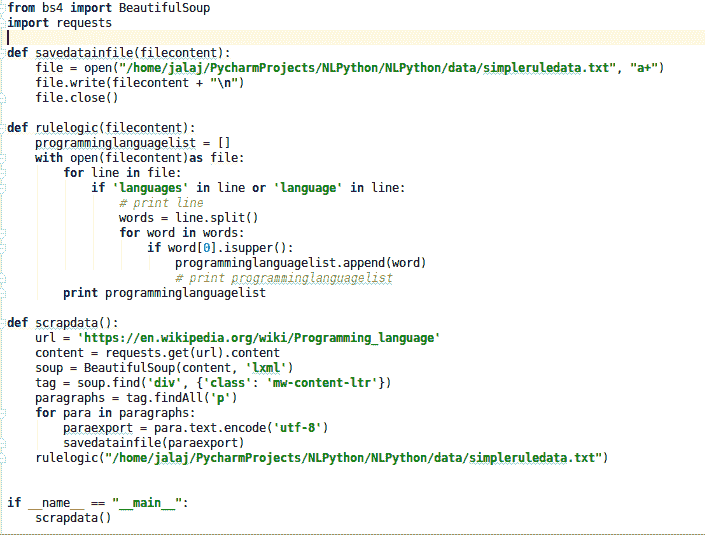 from bs4 import BeautifulSoup
import requests
def savedatainfile(filecontent):
    file = open("/home/jalaj/PycharmProjects/NLPython/NLPython/data/simpleruledata.txt", "a+")
    file.write(filecontent + "\n")
    file.close()
def rulelogic(filecontent):
    programminglanguagelist = []
    with open(filecontent)as file:
        for line in file:
            if 'languages' in line or 'language' in line:
                # print line
                words = line.split()
                for word in words:
                    if word[0].isupper():
                        programminglanguagelist.append(word)
                        # print programminglanguagelist
        print programminglanguagelist
def scrapdata():
    url = 'https://en.wikipedia.org/wiki/Programming_language'
    content = requests.get(url).content
    soup = BeautifulSoup(content, 'lxml')
    tag = soup.find('div', {'class': 'mw-content-ltr'})
    paragraphs = tag.findAll('p')
    for para in paragraphs:
        paraexport = para.text.encode('utf-8')
        savedatainfile(paraexport)
    rulelogic("/home/jalaj/PycharmProjects/NLPython/NLPython/data/simpleruledata.txt")
if __name__ == "__main__":
    scrapdata()